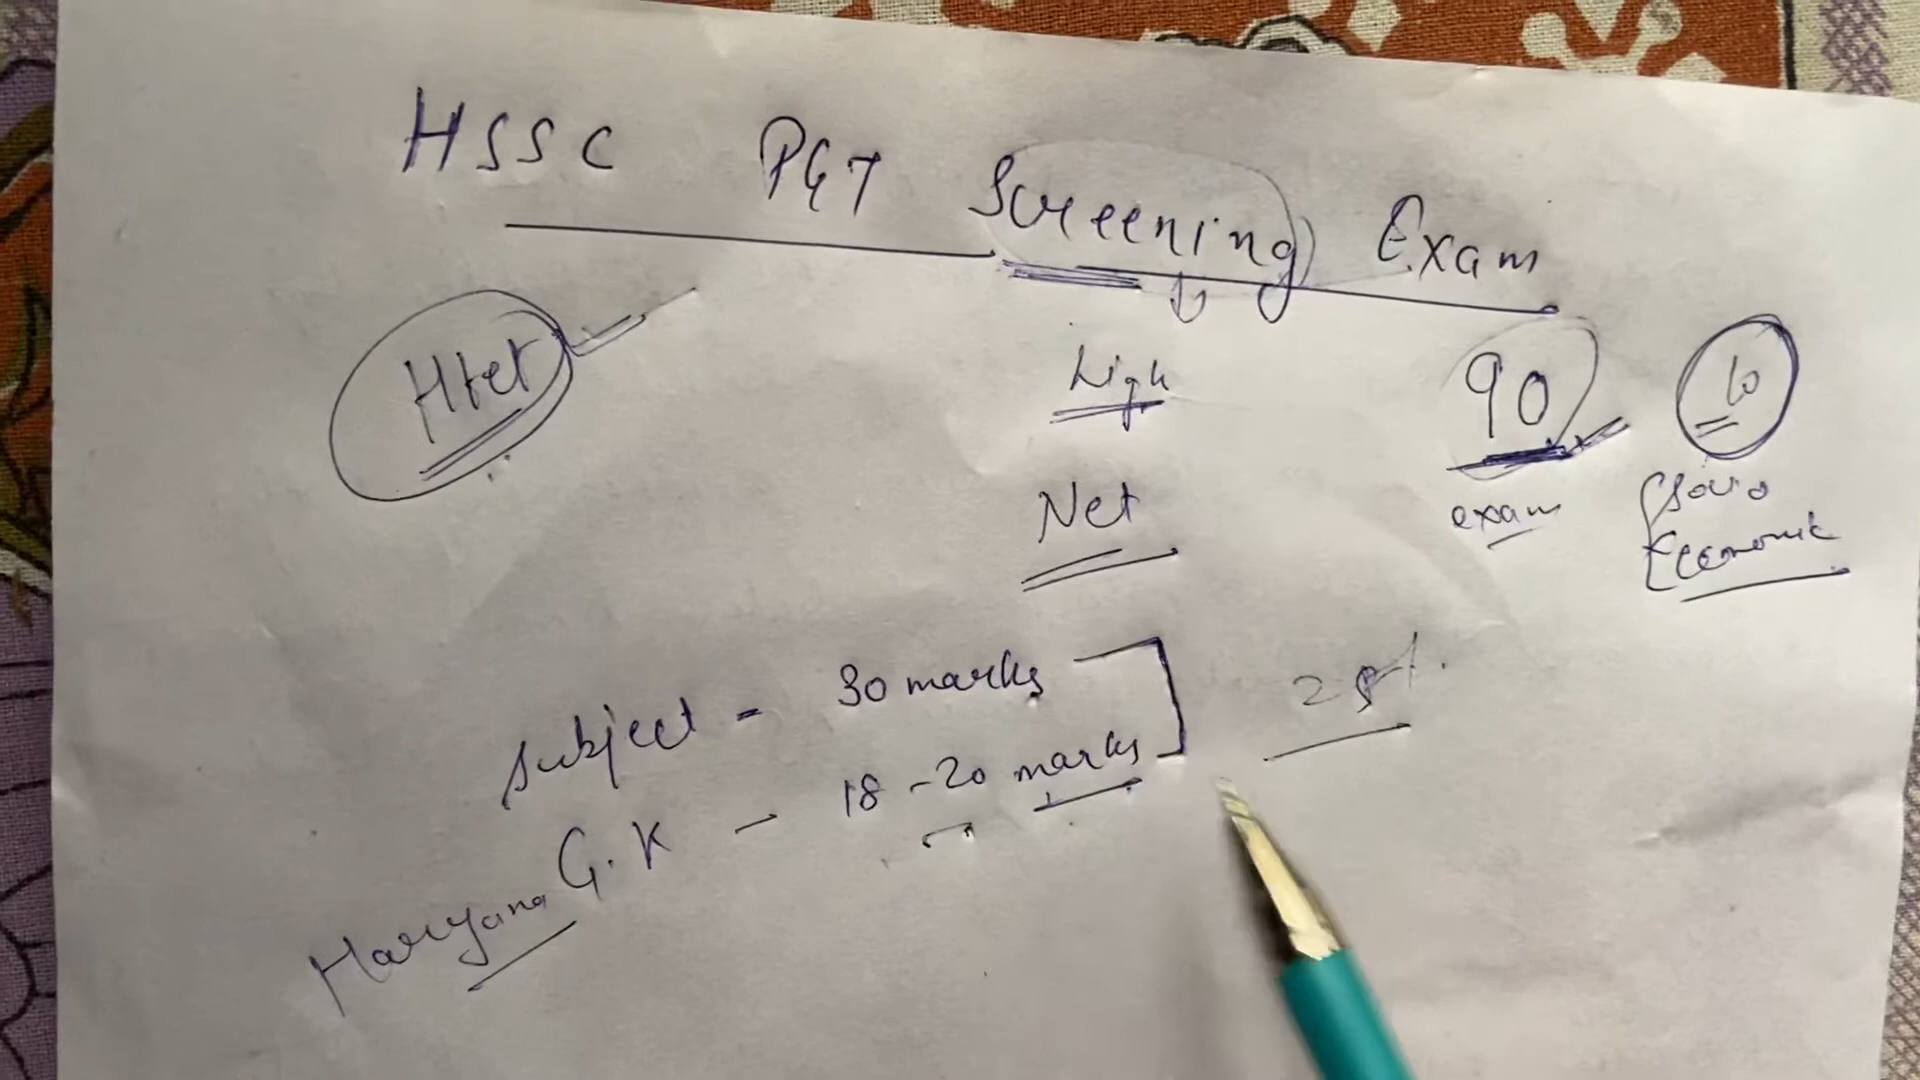 HSSC PGT Screening Exam
Htet High 90 10
Net exam Socio
Economic
Subject - 30 marks 25%.
Haryana G.K - 18-20 marks